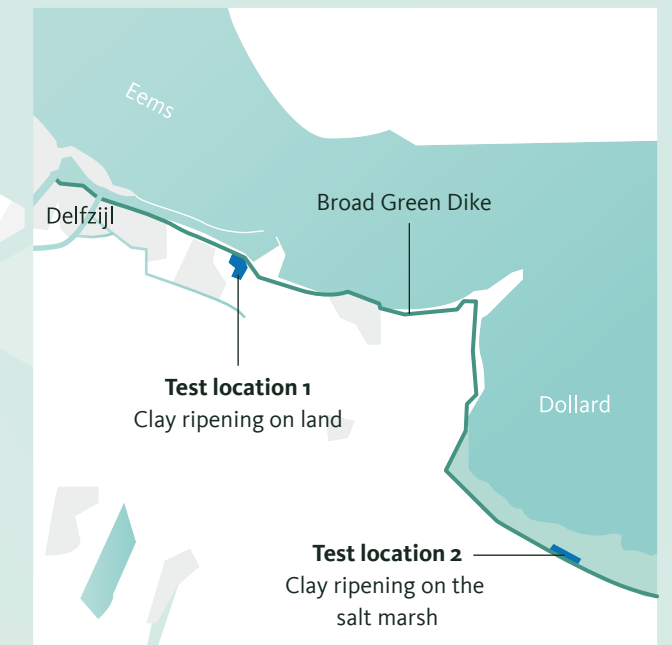 Eems
Delfzijl
Broad Green Dike
Test location 1
Clay ripening on land
Dollard
Test location 2
Clay ripening on the
salt marsh